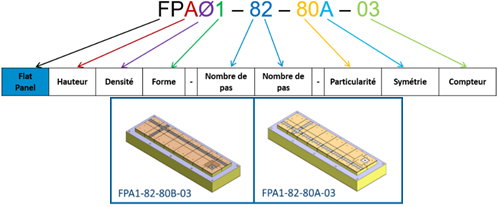 FPAØ1 – 82 – 80A – 03
Flat Panel
Hauteur
Densité
Forme
-
Nombre de pas
Nombre de pas
-
Particularité
Symétrie
Compteur
FPA1-82-80B-03
FPA1-82-80A-03